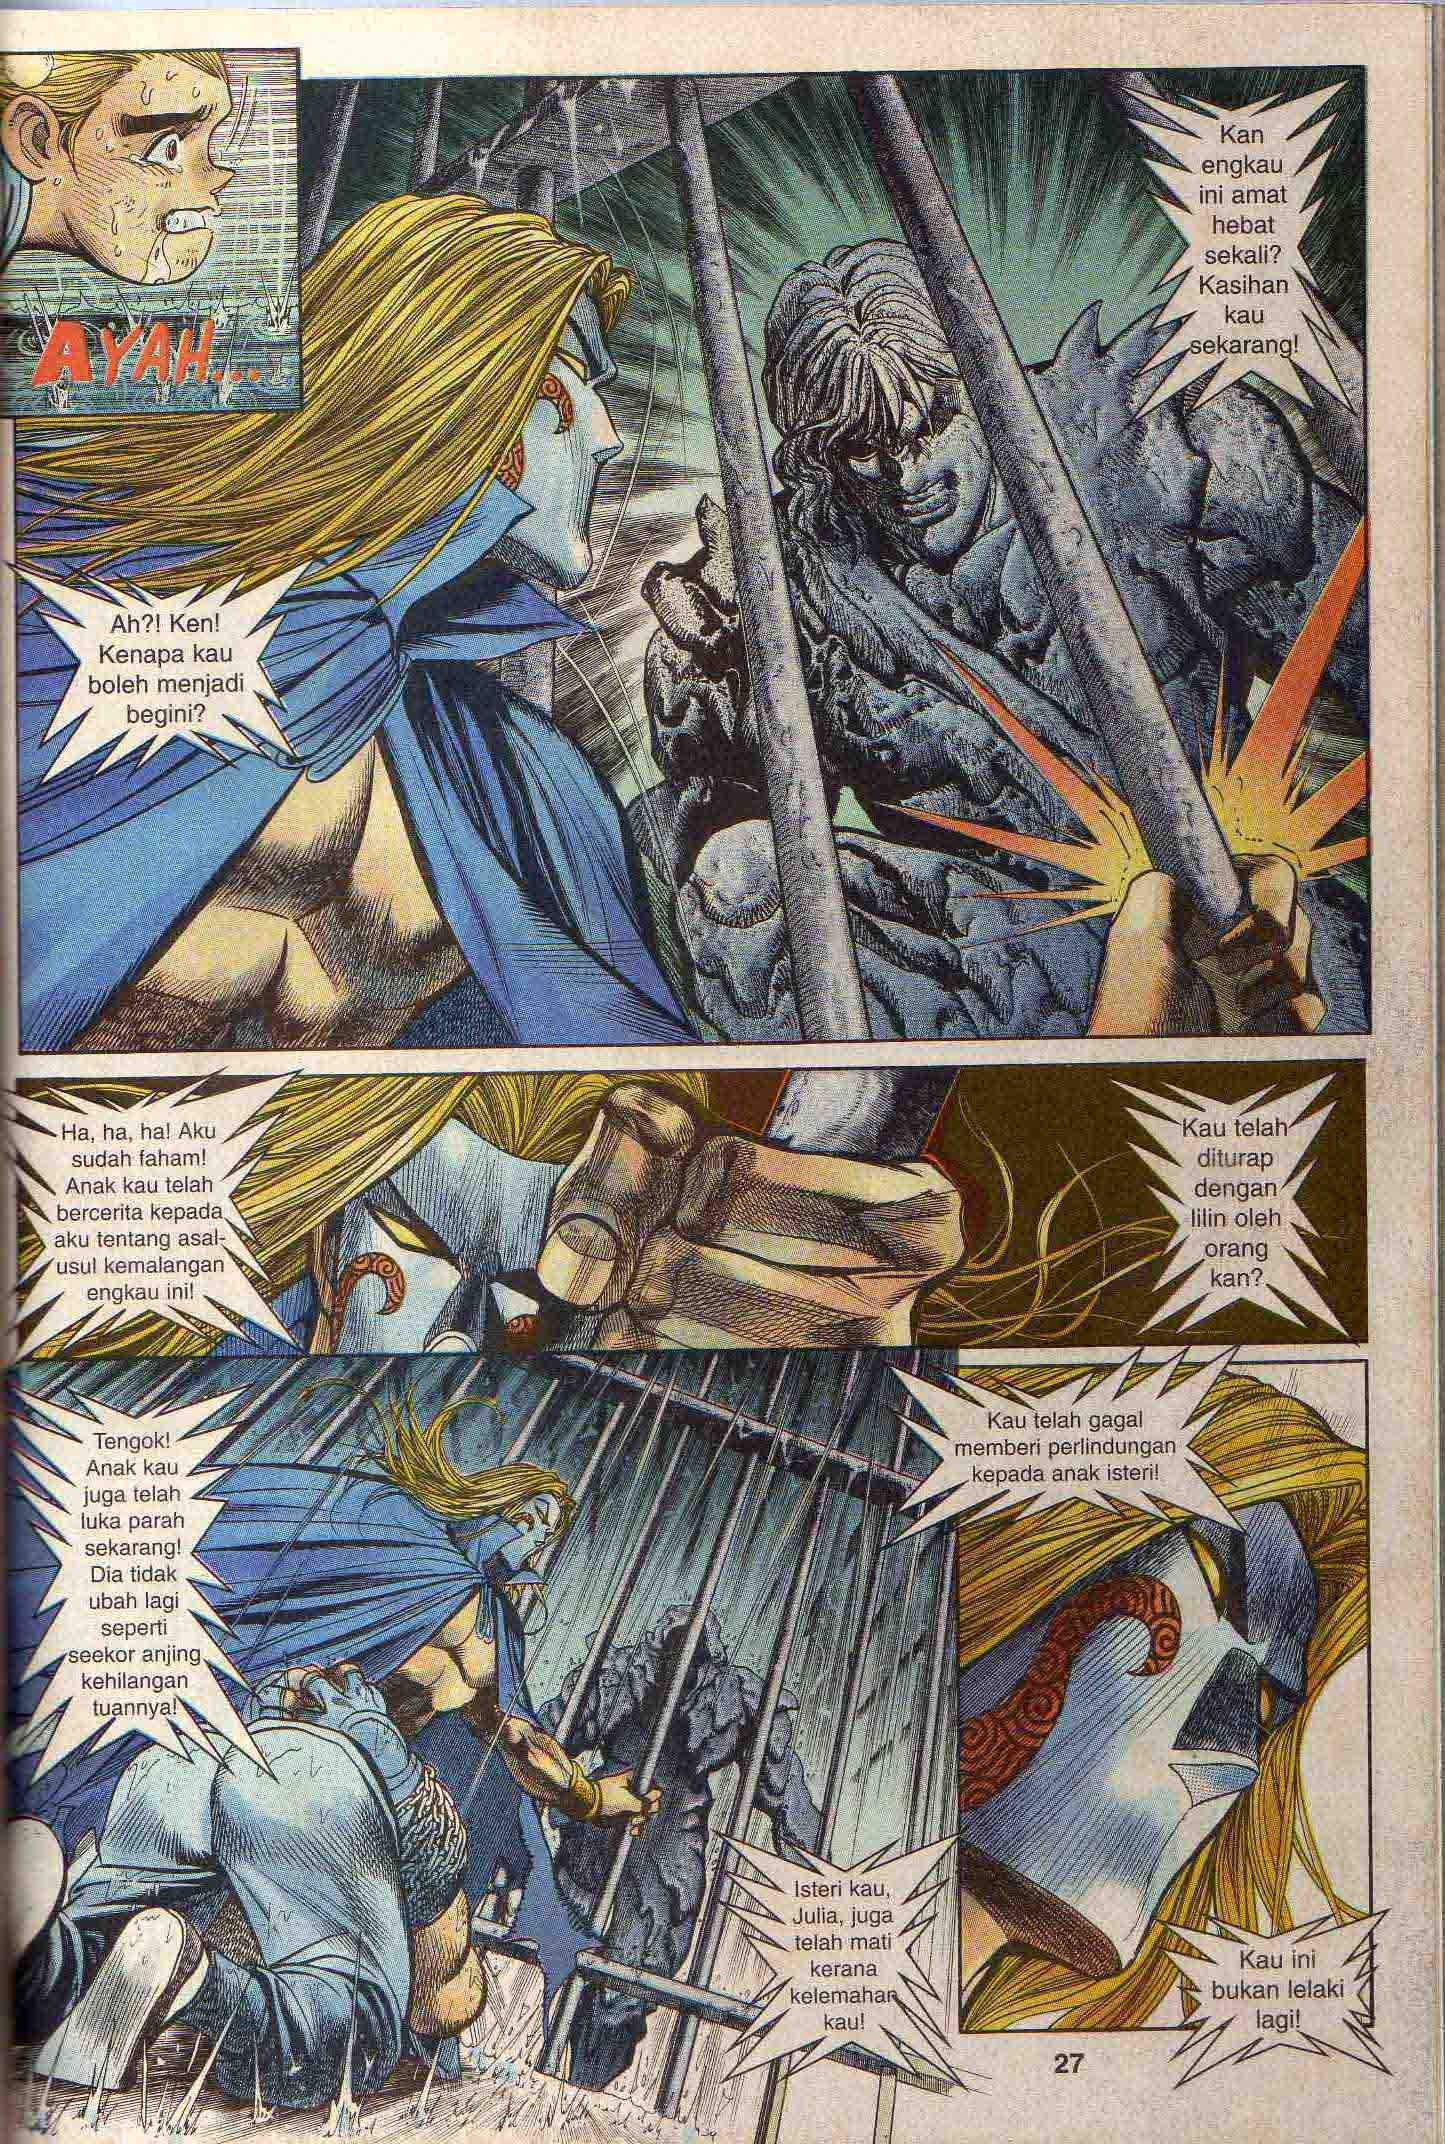 AYAH...
Kan
engkau
ini amat
hebat
sekali?
Kasihan
kau
sekarang!
Ah?! Ken!
Kenapa kau
boleh menjadi
begini?
Ha, ha, ha! Aku
sudah faham!
Anak kau telah
bercerita kepada
aku tentang asal-
usul kemalangan
engkau ini!
Kau telah
diturap
dengan
lilin oleh
orang
kan?
Tengok!
Anak kau
juga telah
luka parah
sekarang!
Dia tidak
ubah lagi
seperti
seekor anjing
kehilangan
tuannya!
Isteri kau,
Julia, juga
telah mati
kerana
kelemahan
kau!
Kau telah gagal
memberi perlindungan
kepada anak isteri!
Kau ini
bukan lelaki
lagi!
27